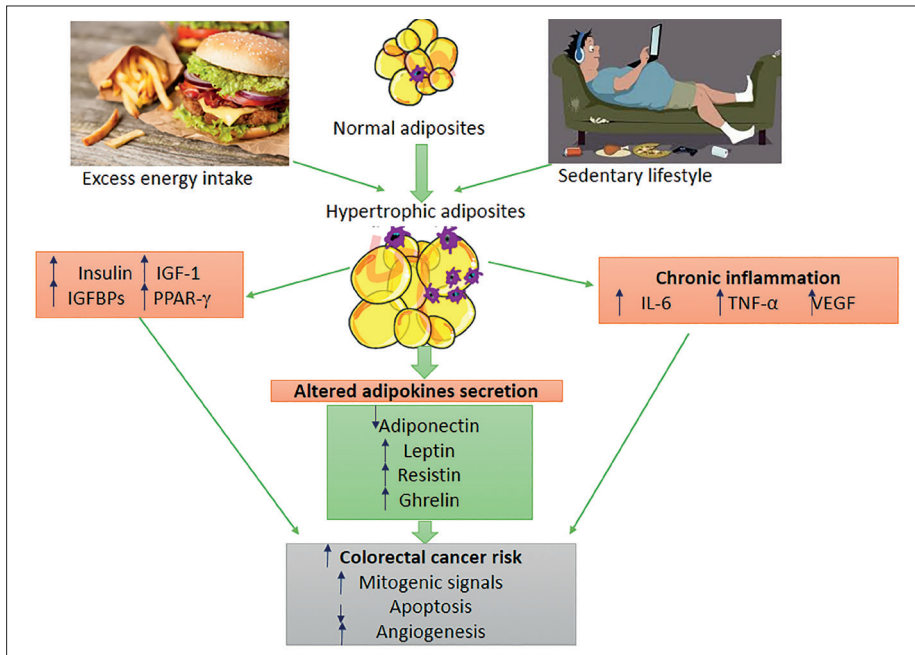 Normal adiposites
Excess energy intake
Sedentary lifestyle
Hypertrophic adiposites
↑ Insulin ↑ IGF-1
↑ IGFBPs ↑ PPAR-γ
Chronic inflammation
↑ IL-6 ↑ TNF-α ↑ VEGF
Altered adipokines secretion
↓ Adiponectin
↑ Leptin
↑ Resistin
↑ Ghrelin
↑ Colorectal cancer risk
↑ Mitogenic signals
↓ Apoptosis
↑ Angiogenesis